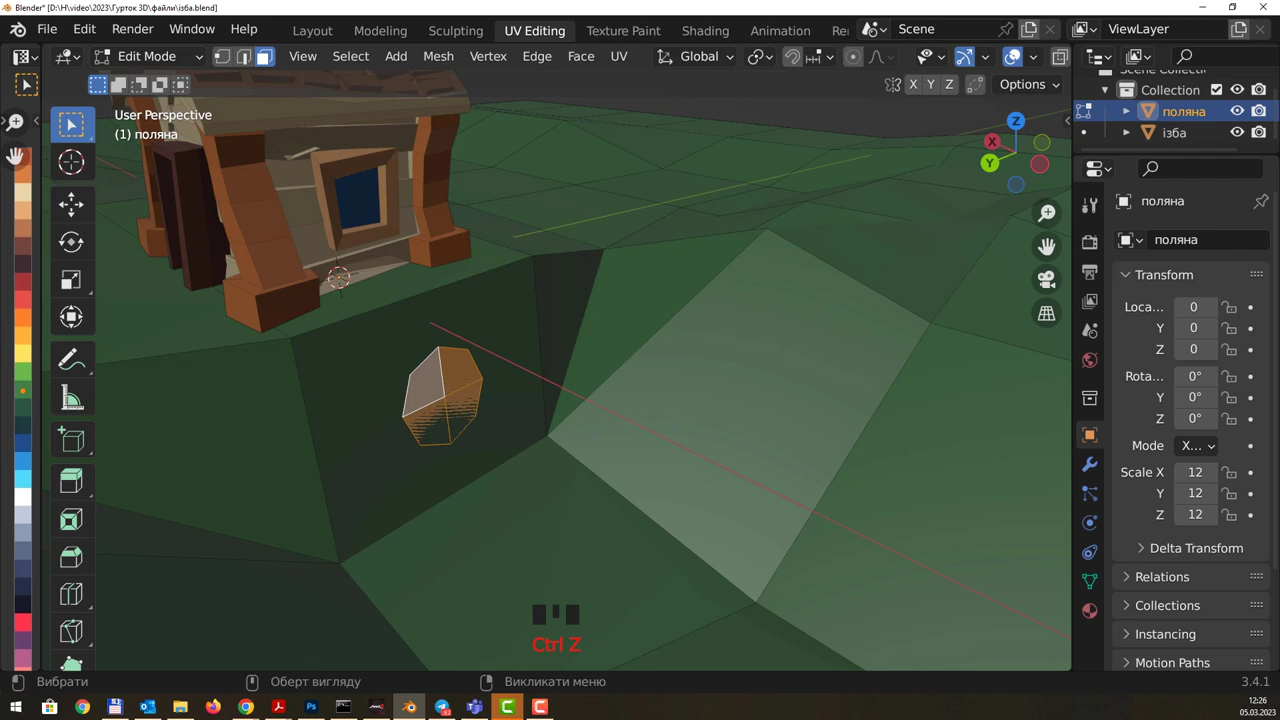 Blender* [D:\H\video\2023\Гурток 3D\файли\ізба.blend]
File Edit Render Window Help Layout Modeling Sculpting UV Editing Texture Paint Shading Animation Re Scene ViewLayer
Edit Mode View Select Add Mesh Vertex Edge Face UV Global
X Y Z Options
User Perspective
(1) поляна
Z
X
Y
Collection
поляна
ізба
поляна
поляна
Transform
Loca... 0
Y 0
Z 0
Rota... 0°
Y 0°
Z 0°
Mode X...
Scale X 12
Y 12
Z 12
Delta Transform
Relations
Collections
Instancing
Motion Paths
Ctrl Z
Вибрати Оберт вигляду Викликати меню 3.4.1
12:26
05.03.2023